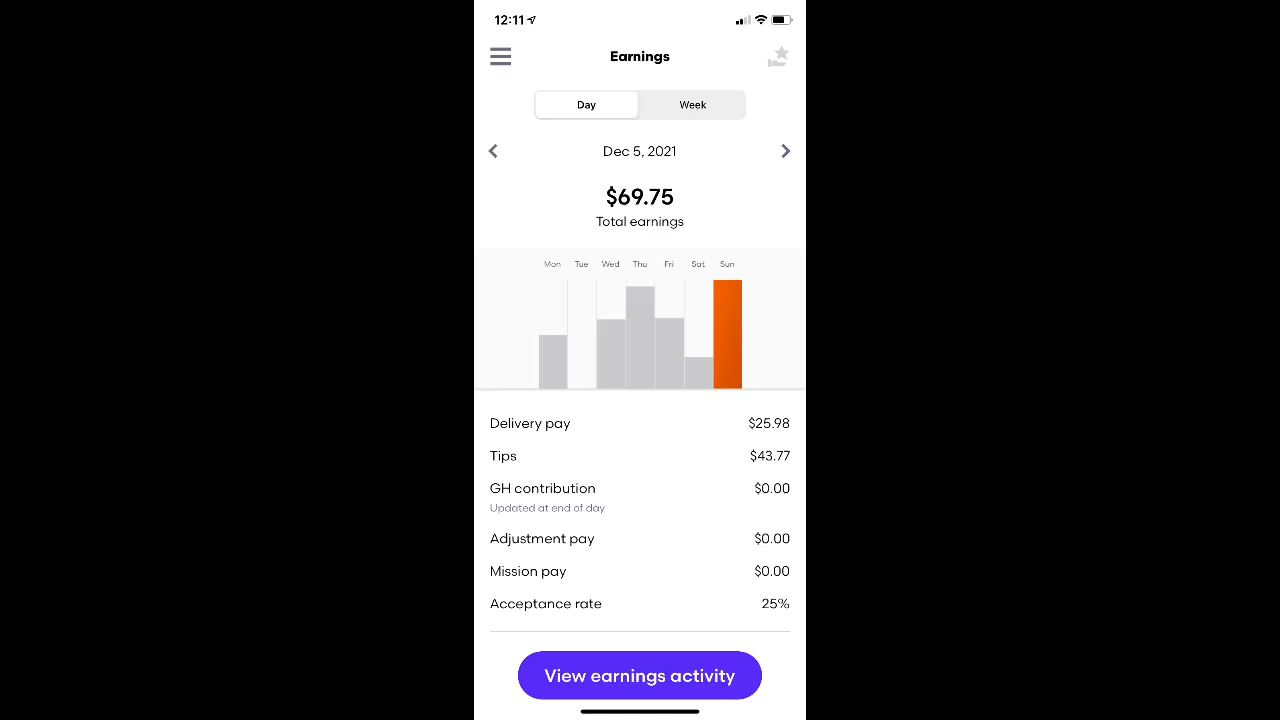 12:11
Earnings
Day Week
Dec 5, 2021
$69.75
Total earnings
Mon Tue Wed Thu Fri Sat Sun
Delivery pay $25.98
Tips $43.77
GH contribution $0.00
Updated at end of day
Adjustment pay $0.00
Mission pay $0.00
Acceptance rate 25%
View earnings activity